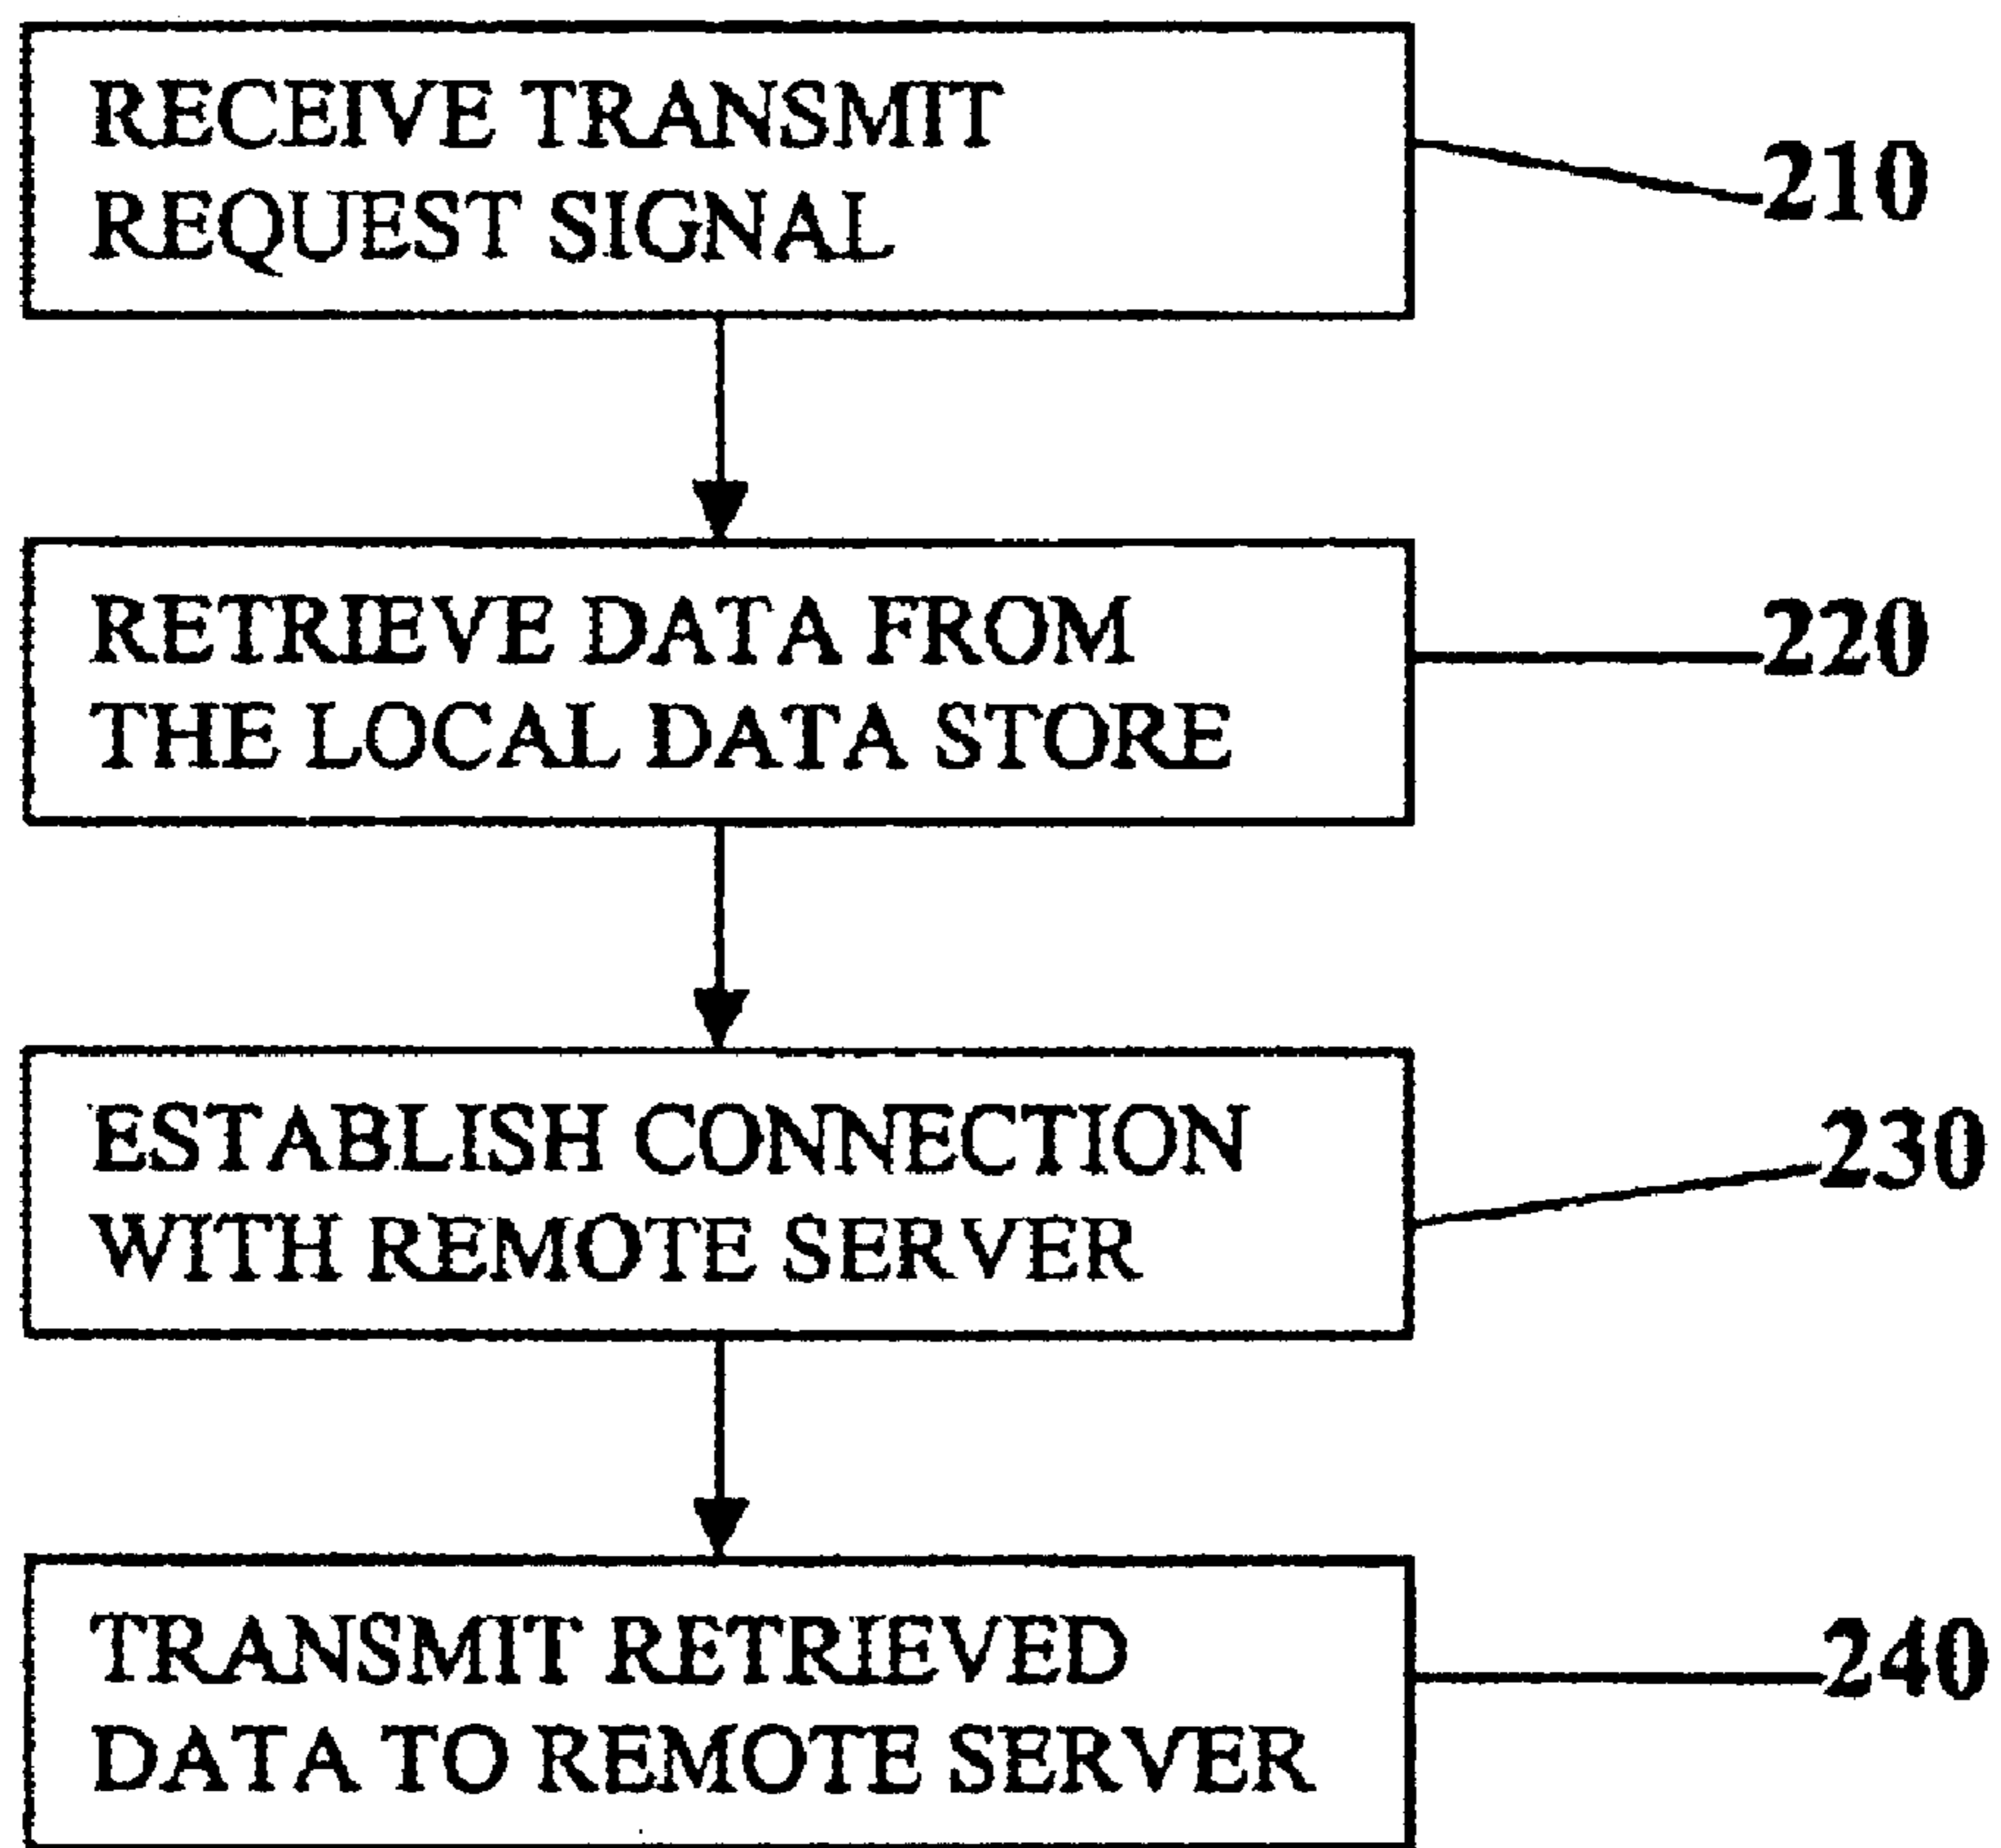 RECEIVE TRANSMIT
REQUEST SIGNAL
210
RETRIEVE DATA FROM
THE LOCAL DATA STORE
220
ESTABLISH CONNECTION
WITH REMOTE SERVER
230
TRANSMIT RETRIEVED
DATA TO REMOTE SERVER
240